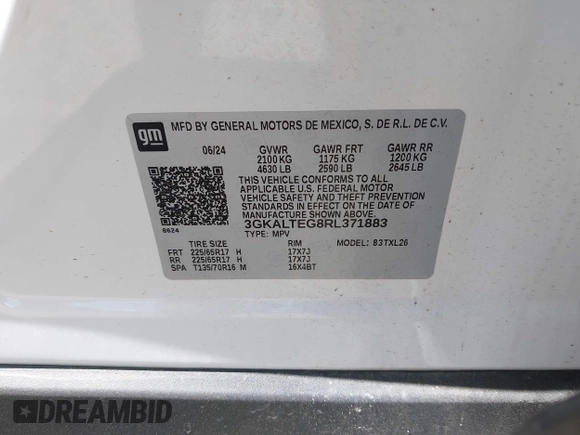 gm
MFD BY GENERAL MOTORS DE MEXICO, S. DE R.L. DE C.V.
06/24 GVWR GAWR FRT GAWR RR
2100 KG 1175 KG 1200 KG
4630 LB 2590 LB 2645 LB
THIS VEHICLE CONFORMS TO ALL
APPLICABLE U.S. FEDERAL MOTOR
VEHICLE SAFETY AND THEFT PREVENTION
STANDARDS IN EFFECT ON THE DATE OF
MANUFACTURE SHOWN ABOVE.
8624 3GKALTEG8RL371883
TYPE: MPV MODEL: 83TXL26
TIRE SIZE RIM
FRT 225/65R17 H 17X7J
RR 225/65R17 H 17X7J
SPA T135/70R16 M 16X4BT
DREAMBID